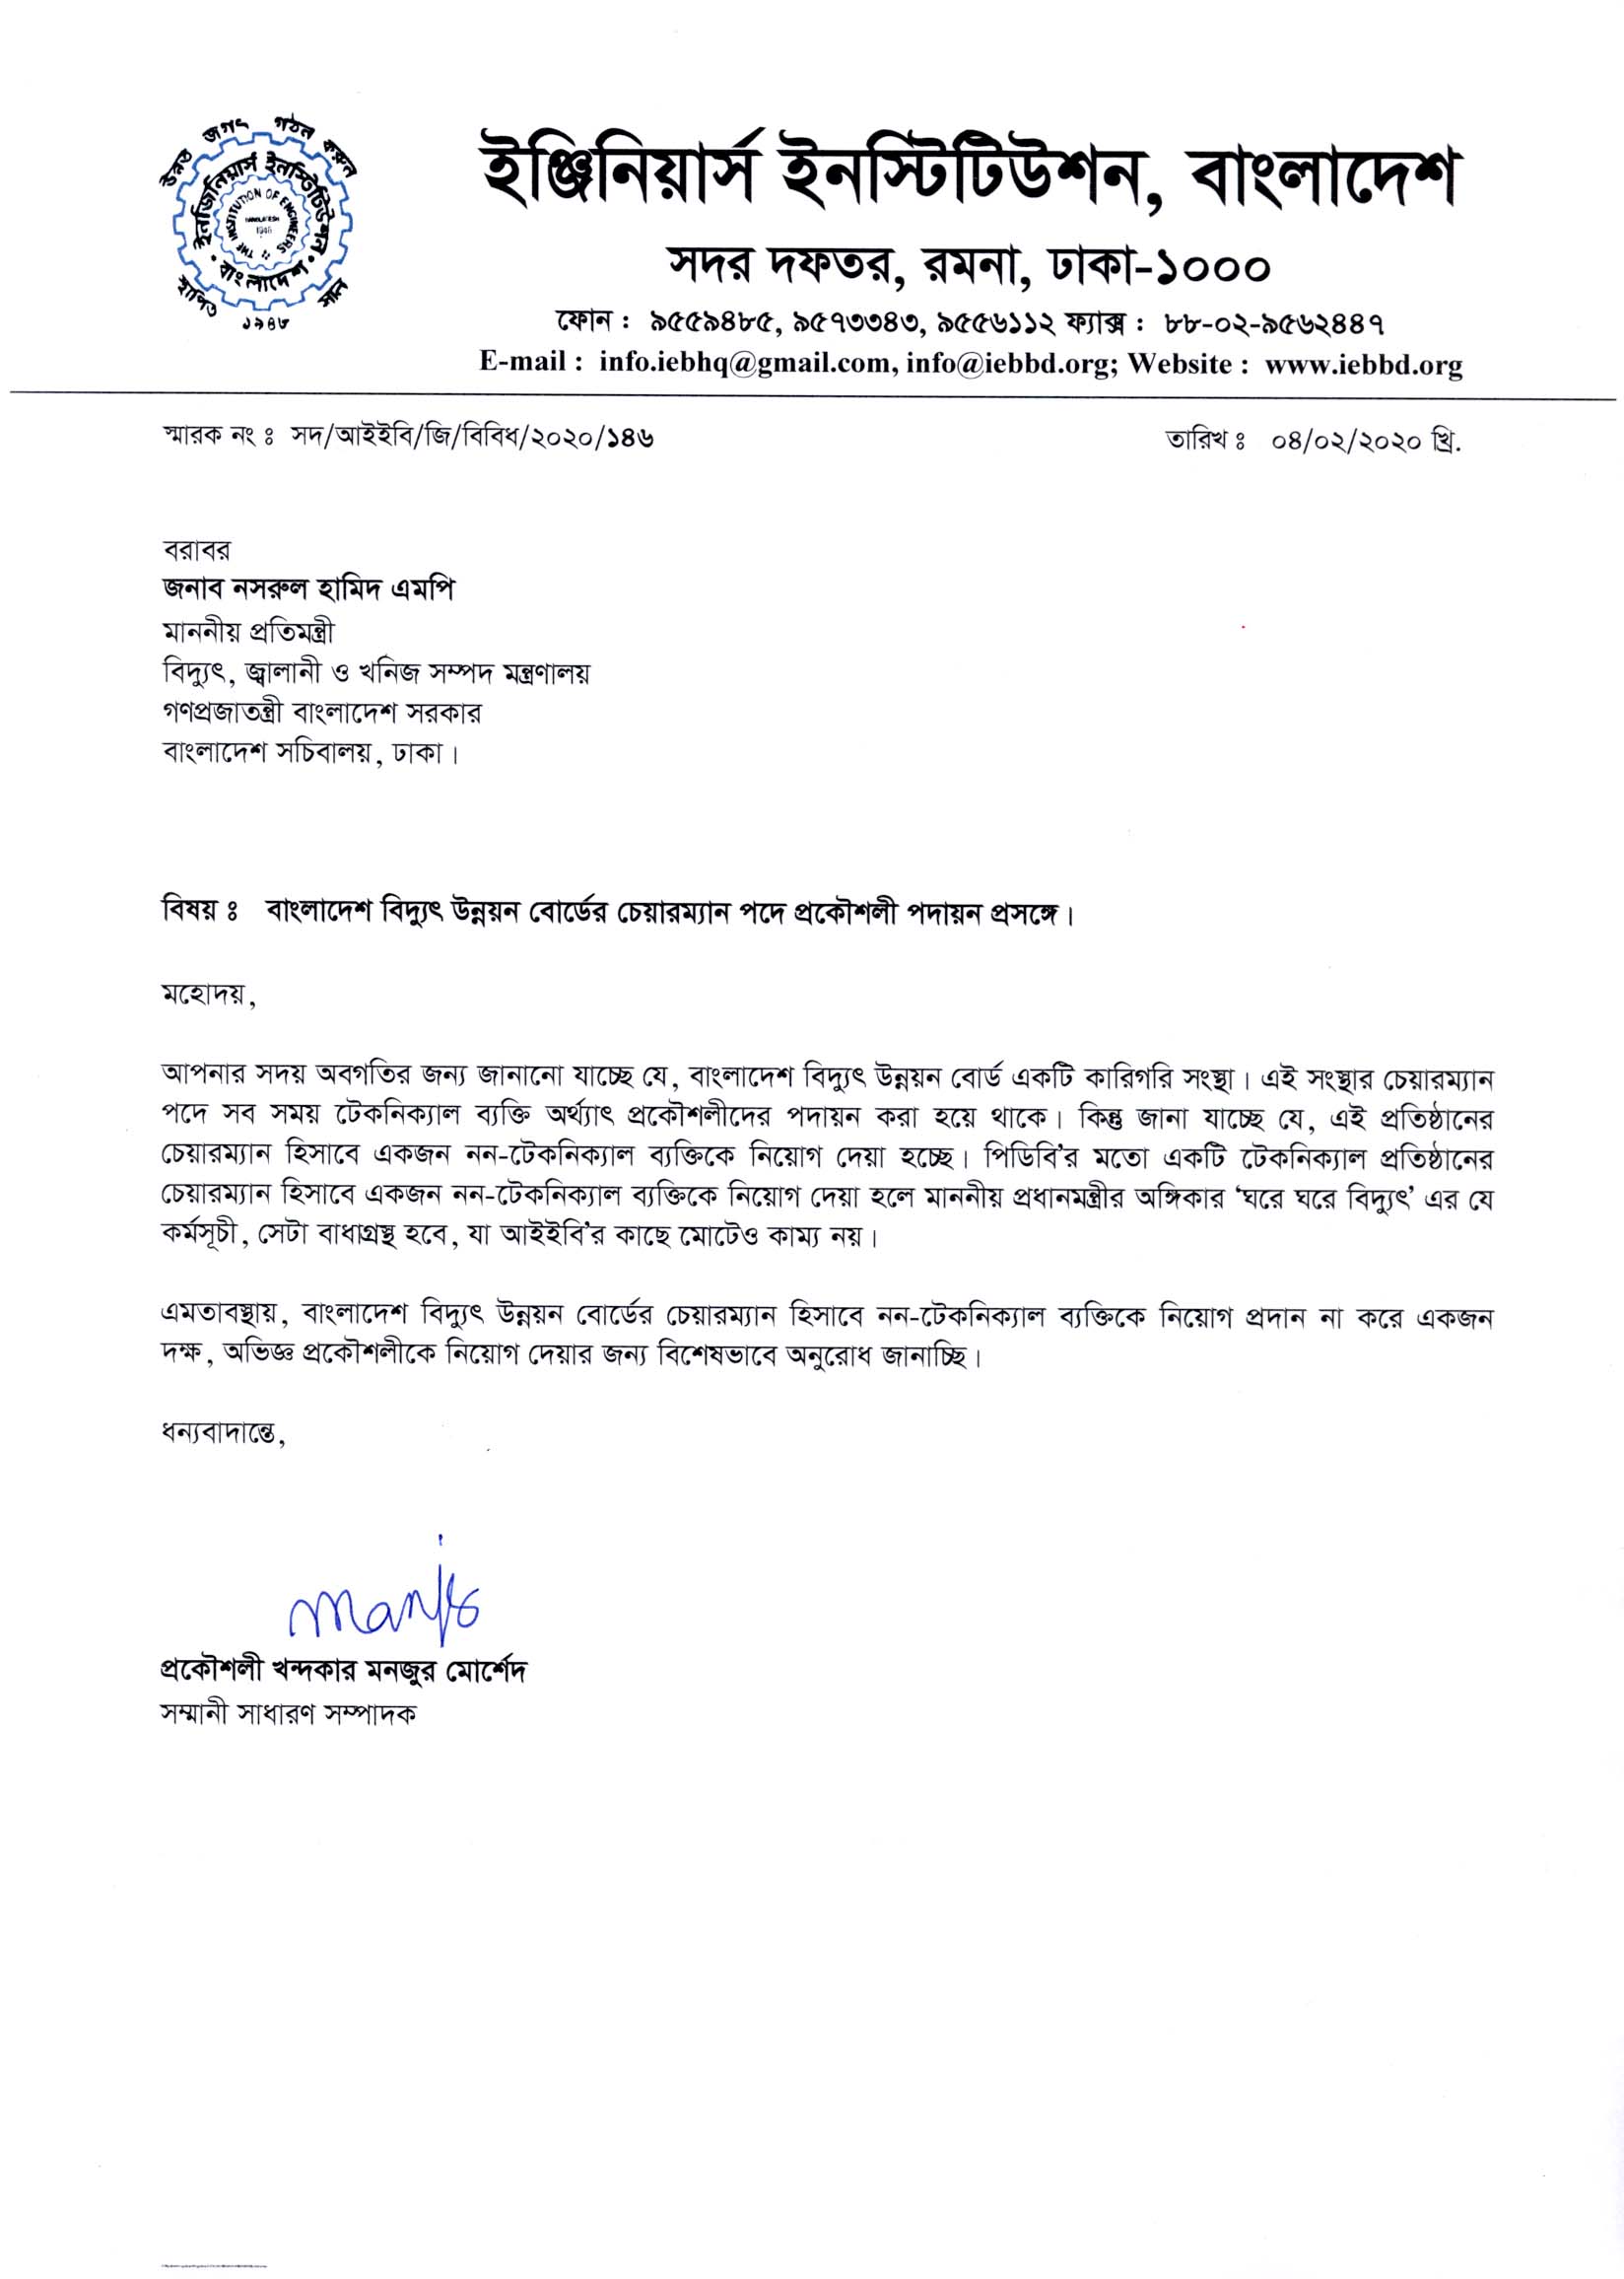 উন্নত জগৎ গঠন করুন
ইনজিনিয়ার্স ইনস্টিটিউশন
THE INSTITUTION OF ENGINEERS
BANGLADESH
1948
বাংলাদেশ
স্থাপিত সাল
১৯৪৮
ইঞ্জিনিয়ার্স ইনস্টিটিউশন, বাংলাদেশ
সদর দফতর, রমনা, ঢাকা-১০০০
ফোন : ৯৫৫৯৪৮৫, ৯৫৭৩৩৪৩, ৯৫৫৬১১২ ফ্যাক্স : ৮৮-০২-৯৫৬২৪৪৭
E-mail : info.iebhq@gmail.com, info@iebbd.org; Website : www.iebbd.org
স্মারক নং ঃ সদ/আইইবি/জি/বিবিধ/২০২০/১৪৬
তারিখ ঃ ০৪/০২/২০২০ খ্রি.
বরাবর
জনাব নসরুল হামিদ এমপি
মাননীয় প্রতিমন্ত্রী
বিদ্যুৎ, জ্বালানী ও খনিজ সম্পদ মন্ত্রণালয়
গণপ্রজাতন্ত্রী বাংলাদেশ সরকার
বাংলাদেশ সচিবালয়, ঢাকা।
বিষয় ঃ বাংলাদেশ বিদ্যুৎ উন্নয়ন বোর্ডের চেয়ারম্যান পদে প্রকৌশলী পদায়ন প্রসঙ্গে।
মহোদয়,
আপনার সদয় অবগতির জন্য জানানো যাচ্ছে যে, বাংলাদেশ বিদ্যুৎ উন্নয়ন বোর্ড একটি কারিগরি সংস্থা। এই সংস্থার চেয়ারম্যান
পদে সব সময় টেকনিক্যাল ব্যক্তি অর্থ্যাৎ প্রকৌশলীদের পদায়ন করা হয়ে থাকে। কিন্তু জানা যাচ্ছে যে, এই প্রতিষ্ঠানের
চেয়ারম্যান হিসাবে একজন নন-টেকনিক্যাল ব্যক্তিকে নিয়োগ দেয়া হচ্ছে। পিডিবি'র মতো একটি টেকনিক্যাল প্রতিষ্ঠানের
চেয়ারম্যান হিসাবে একজন নন-টেকনিক্যাল ব্যক্তিকে নিয়োগ দেয়া হলে মাননীয় প্রধানমন্ত্রীর অঙ্গিকার ‘ঘরে ঘরে বিদ্যুৎ’ এর যে
কর্মসূচী, সেটা বাধাগ্রস্থ হবে, যা আইইবি'র কাছে মোটেও কাম্য নয়।
এমতাবস্থায়, বাংলাদেশ বিদ্যুৎ উন্নয়ন বোর্ডের চেয়ারম্যান হিসাবে নন-টেকনিক্যাল ব্যক্তিকে নিয়োগ প্রদান না করে একজন
দক্ষ, অভিজ্ঞ প্রকৌশলীকে নিয়োগ দেয়ার জন্য বিশেষভাবে অনুরোধ জানাচ্ছি।
ধন্যবাদান্তে,
প্রকৌশলী খন্দকার মনজুর মোর্শেদ
সম্মানী সাধারণ সম্পাদক